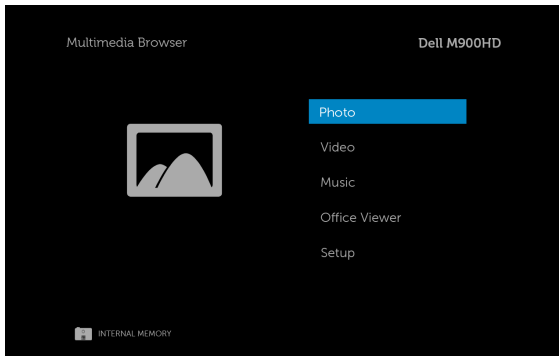 Multimedia Browser
Dell M900HD
Photo
Video
Music
Office Viewer
Setup
INTERNAL MEMORY